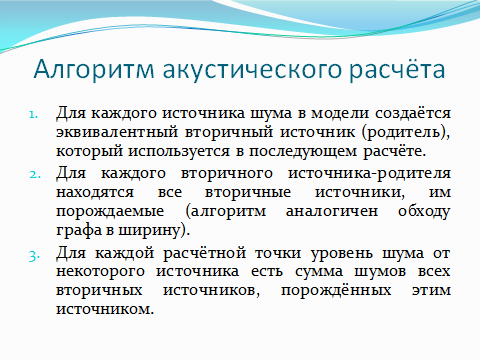 Алгоритм акустического расчёта
1. Для каждого источника шума в модели создаётся
эквивалентный вторичный источник (родитель),
который используется в последующем расчёте.
2. Для каждого вторичного источника-родителя
находятся все вторичные источники, им
порождаемые (алгоритм аналогичен обходу
графа в ширину).
3. Для каждой расчётной точки уровень шума от
некоторого источника есть сумма шумов всех
вторичных источников, порождённых этим
источником.